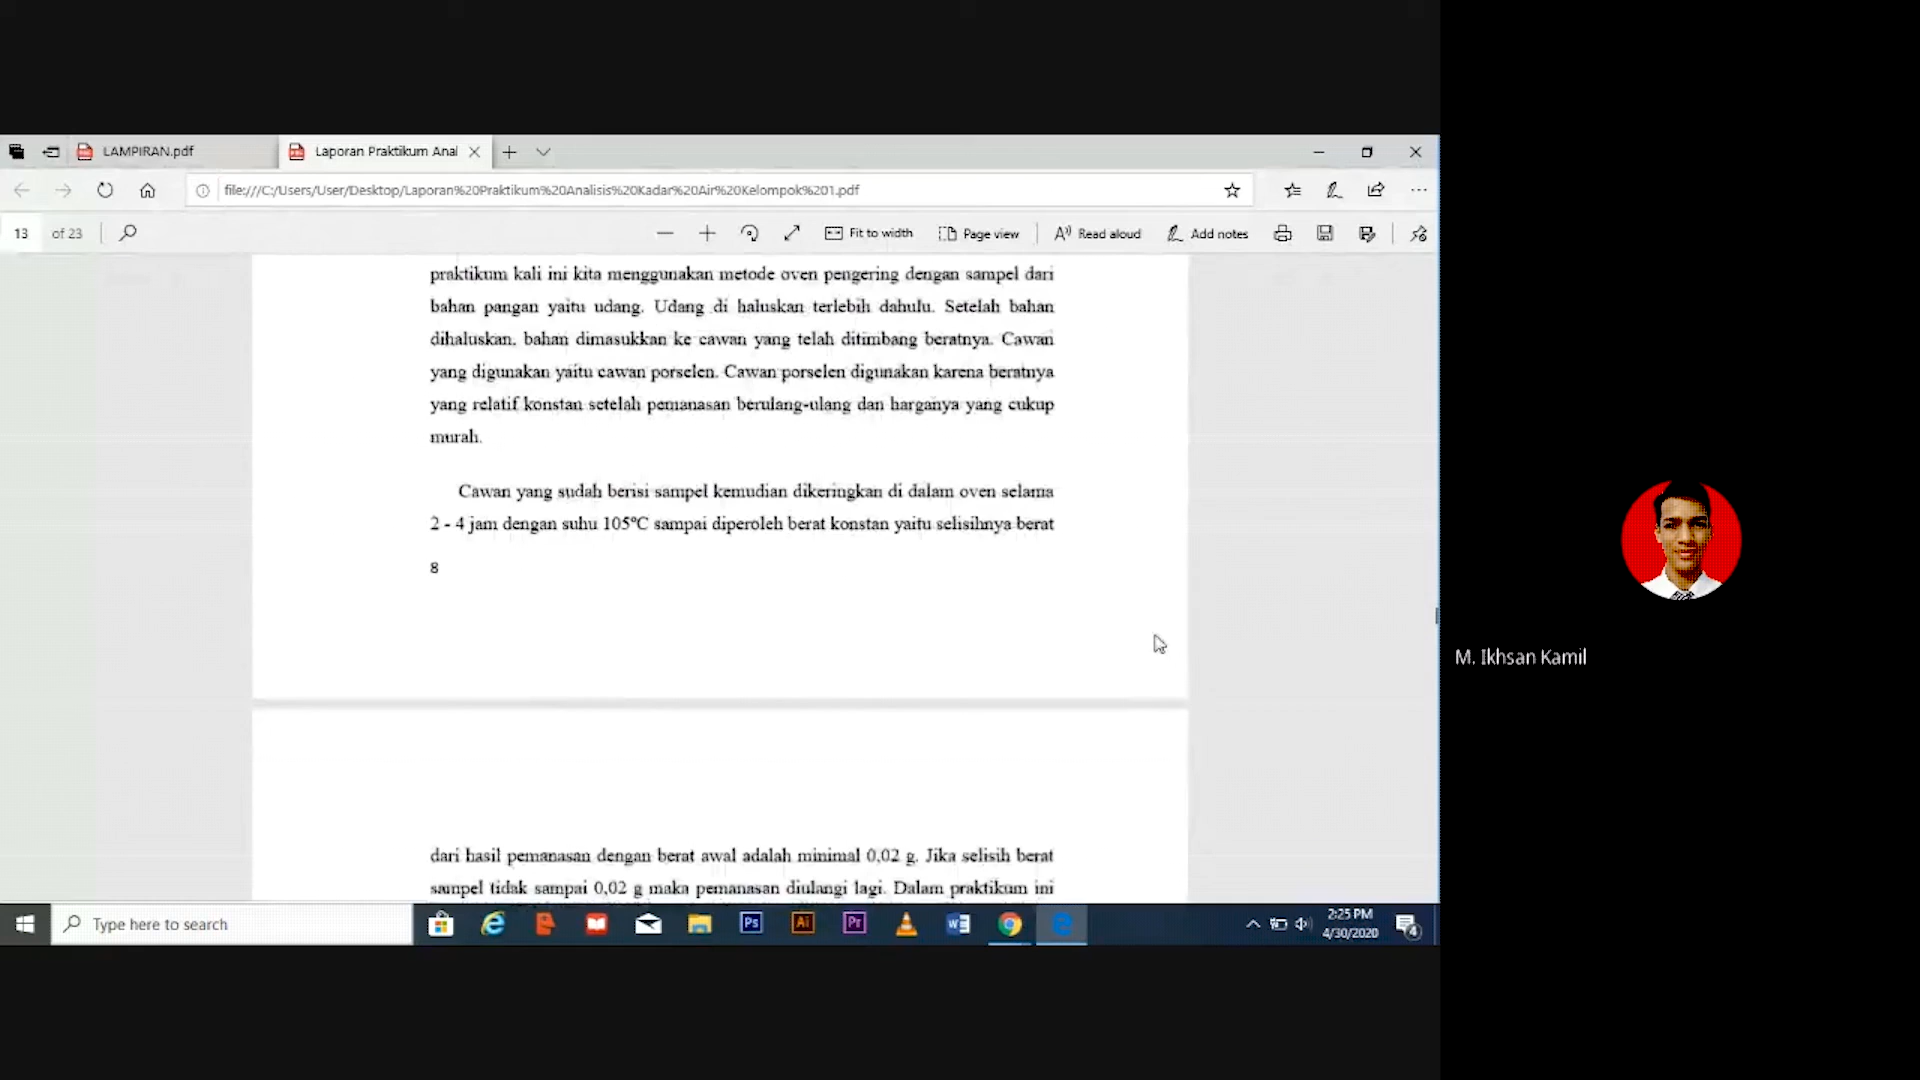 LAMPIRAN.pdf
Laporan Praktikum Anal
file:///C:/Users/User/Desktop/Laporan%20Praktikum%20Analisis%20Kadar%20Air%20Kelompok%201.pdf
13 of 23
Fit to width
Page view
Read aloud
Add notes
praktikum kali ini kita menggunakan metode oven pengering dengan sampel dari
bahan pangan yaitu udang. Udang di haluskan terlebih dahulu. Setelah bahan
dihaluskan. bahan dimasukkan ke cawan yang telah ditimbang beratnya. Cawan
yang digunakan yaitu cawan porselen. Cawan porselen digunakan karena beratnya
yang relatif konstan setelah pemanasan berulang-ulang dan harganya yang cukup
murah.
Cawan yang sudah berisi sampel kemudian dikeringkan di dalam oven selama
2 - 4 jam dengan suhu 105°C sampai diperoleh berat konstan yaitu selisihnya berat
8
dari hasil pemanasan dengan berat awal adalah minimal 0,02 g. Jika selisih berat
sampel tidak sampai 0,02 g maka pemanasan diulangi lagi. Dalam praktikum ini
M. Ikhsan Kamil
Type here to search
Ps
Ai
Pr
2:25 PM
4/30/2020
4